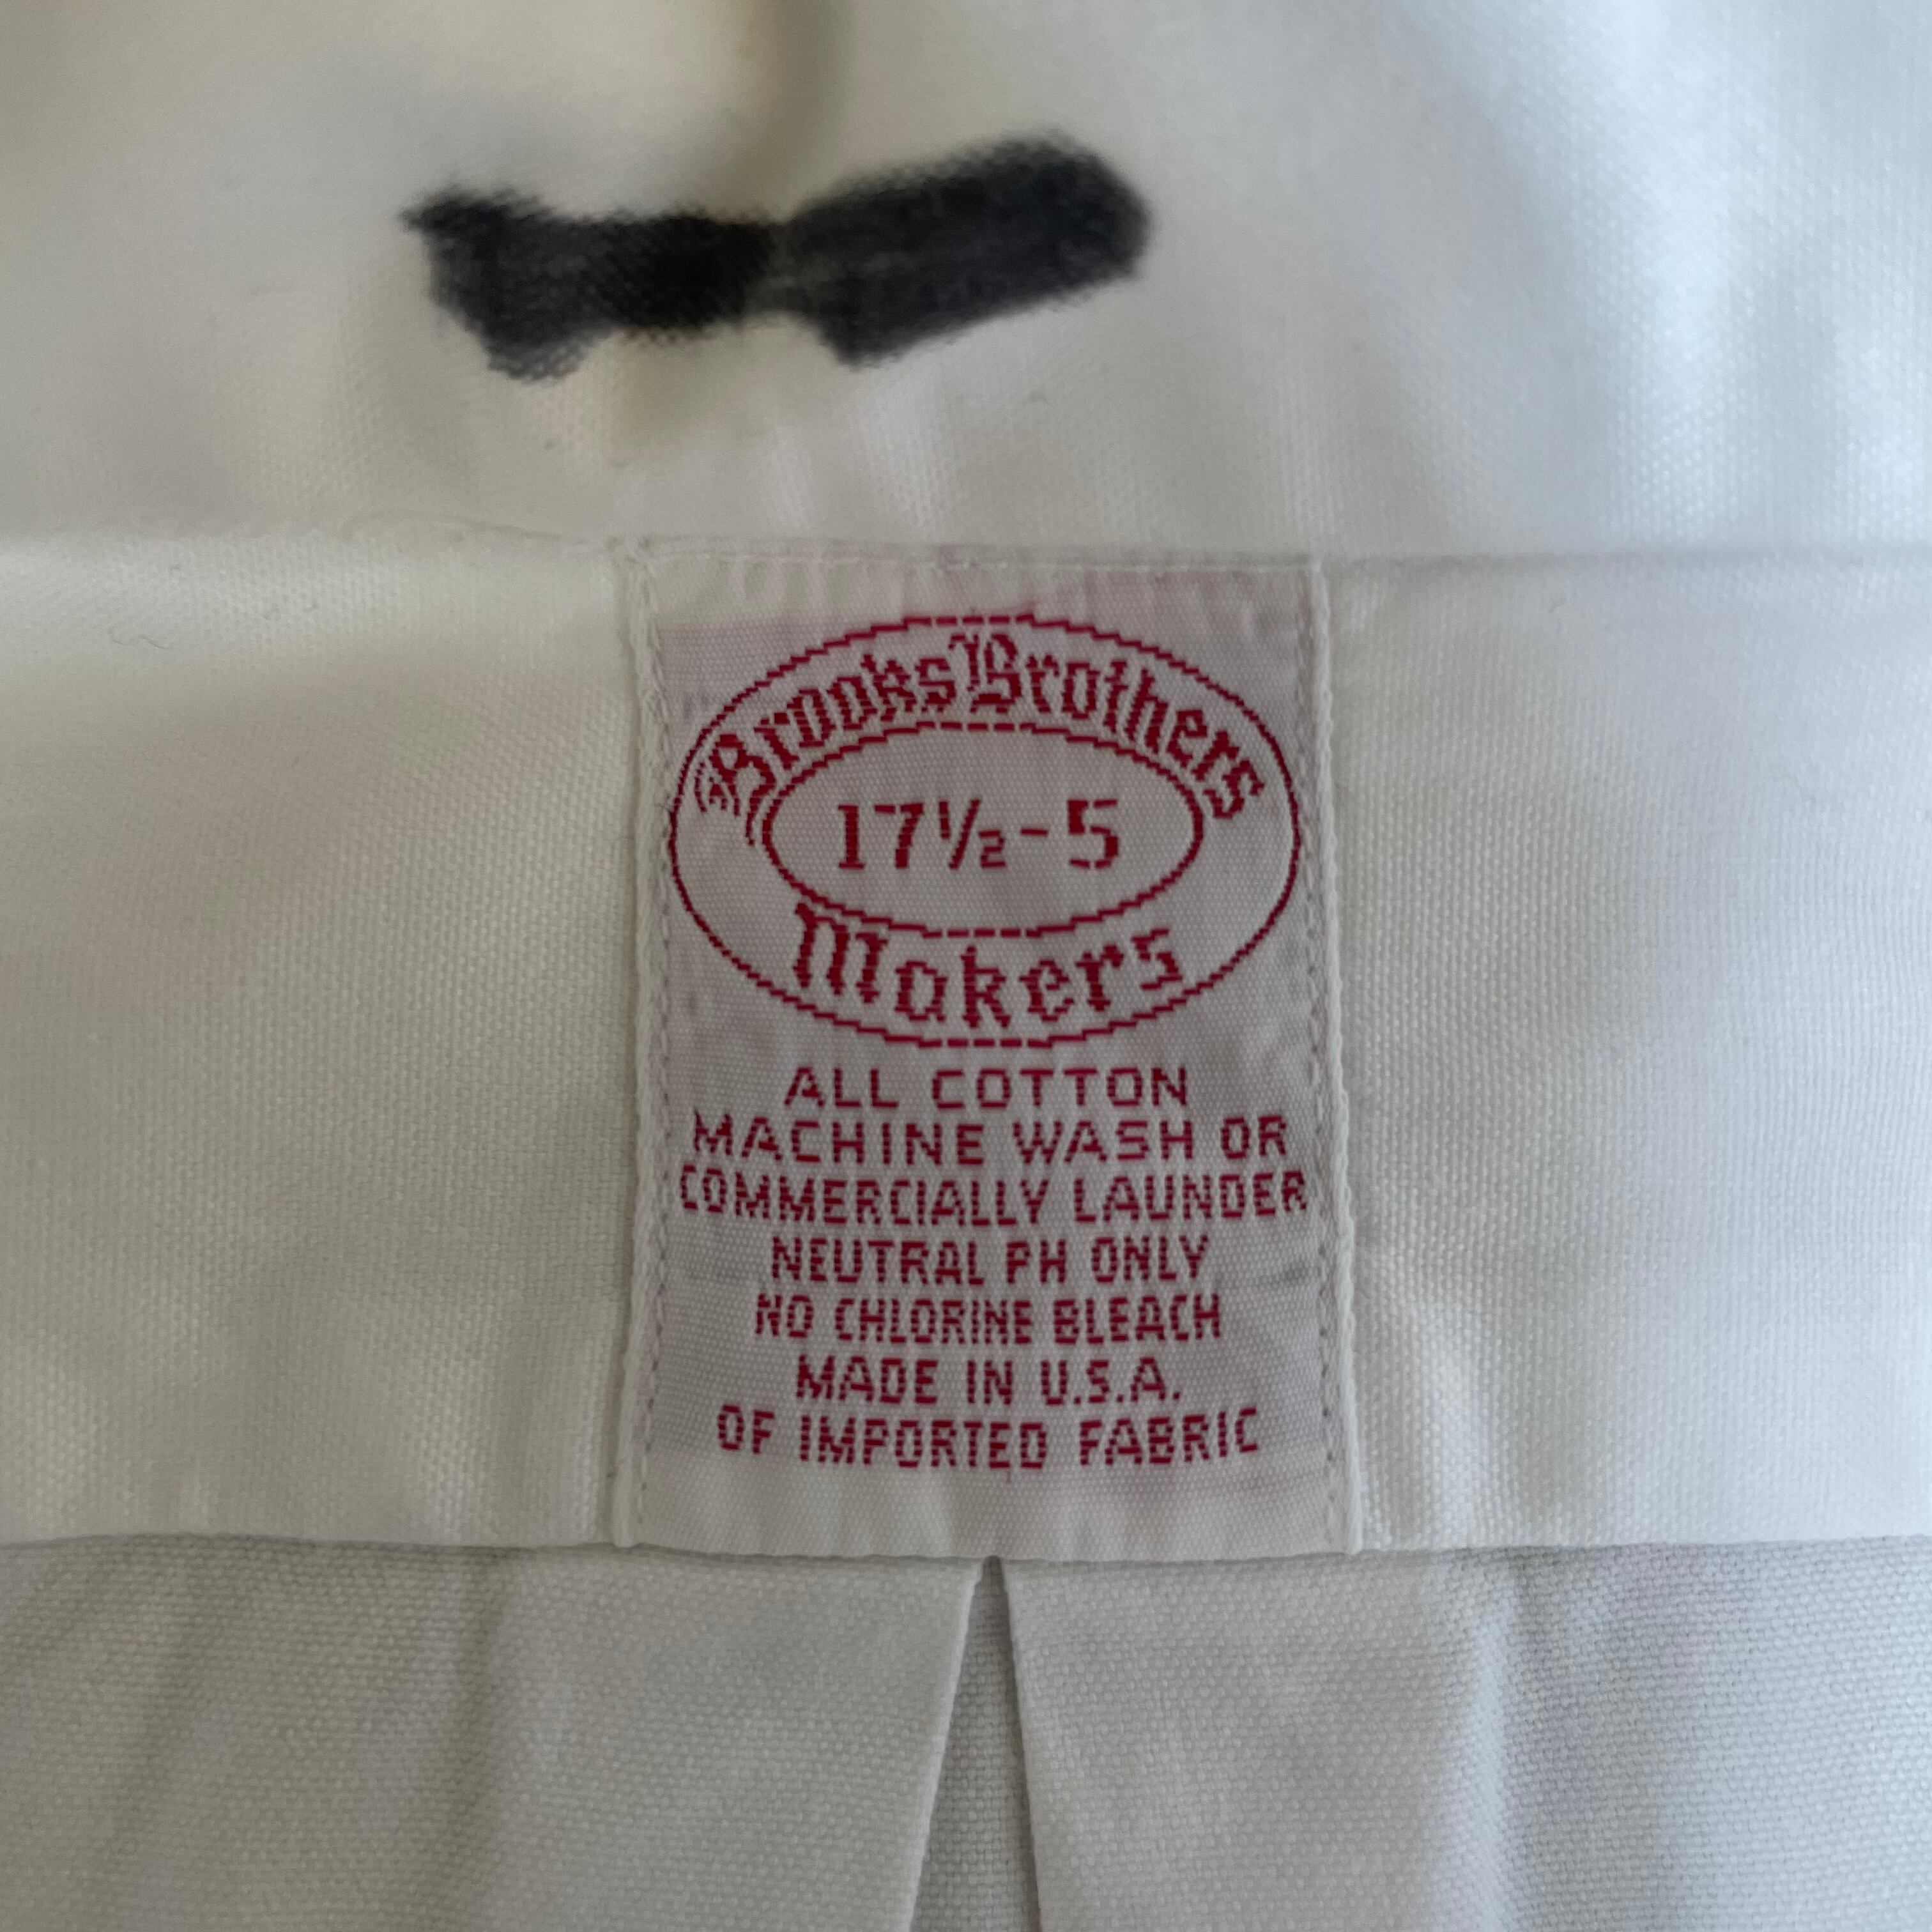 Brooks Brothers
17½-5
Makers
ALL COTTON
MACHINE WASH OR
COMMERCIALLY LAUNDER
NEUTRAL PH ONLY
NO CHLORINE BLEACH
MADE IN U.S.A.
OF IMPORTED FABRIC